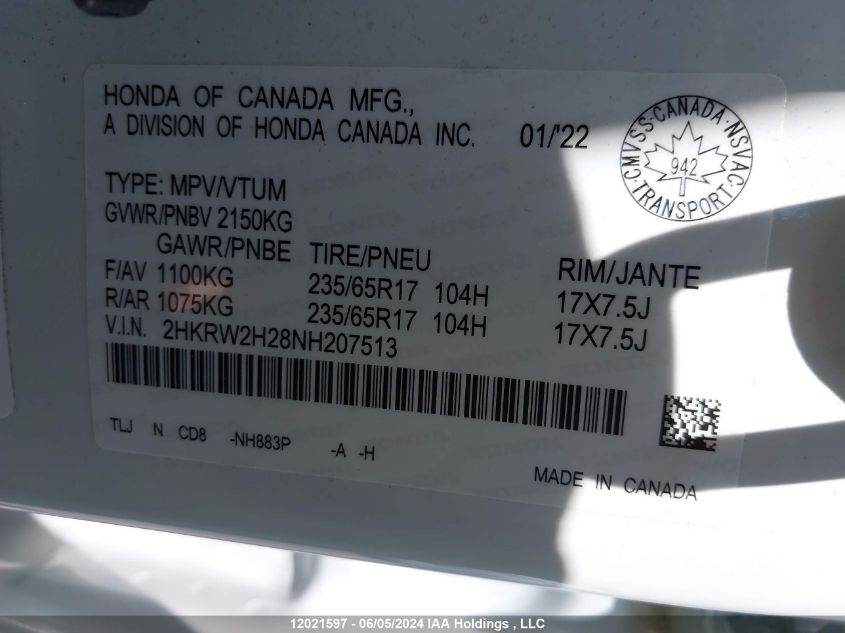 HONDA OF CANADA MFG.,
A DIVISION OF HONDA CANADA INC. 01/'22
CMVSS·CANADA·NSVAC·TRANSPORT·
942
TYPE: MPV/VTUM
GVWR/PNBV 2150KG
GAWR/PNBE TIRE/PNEU RIM/JANTE
F/AV 1100KG 235/65R17 104H 17X7.5J
R/AR 1075KG 235/65R17 104H 17X7.5J
V.I.N. 2HKRW2H28NH207513
TLJ N CD8 -NH883P -A -H
MADE IN CANADA
12021597 - 06/05/2024 IAA Holdings , LLC